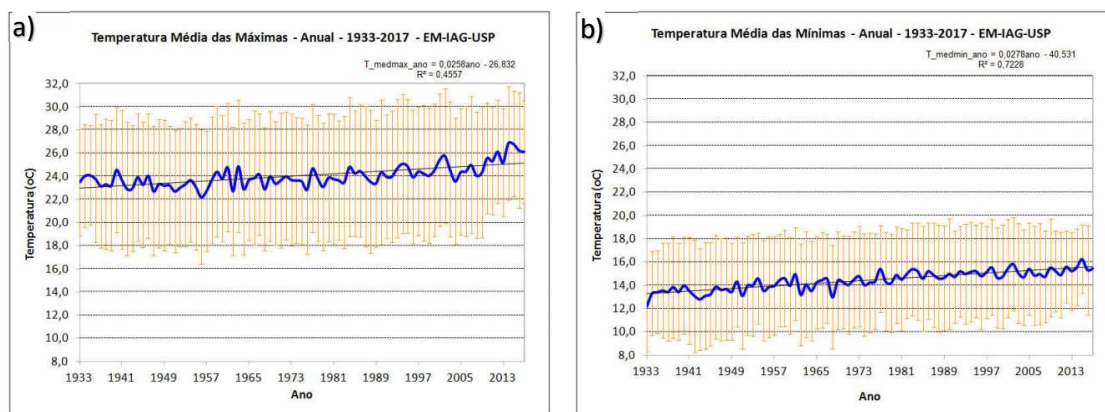 a)
Temperatura Média das Máximas - Anual - 1933-2017 - EM-IAG-USP
T_medmax_ano = 0,0258ano - 26.832
R² = 0,4557
32,0
30,0
28,0
26,0
24,0
22,0
20,0
18,0
16,0
14,0
12,0
10,0
8,0
Temperatura (oC)
1933 1941 1949 1957 1965 1973 1981 1989 1997 2005 2013
Ano
b)
Temperatura Média das Mínimas - Anual - 1933-2017 - EM-IAG-USP
T_medmin_ano = 0,0278ano - 40,531
R² = 0,7228
32,0
30,0
28,0
26,0
24,0
22,0
20,0
18,0
16,0
14,0
12,0
10,0
8,0
Temperatura (oC)
1933 1941 1949 1957 1965 1973 1981 1989 1997 2005 2013
Ano